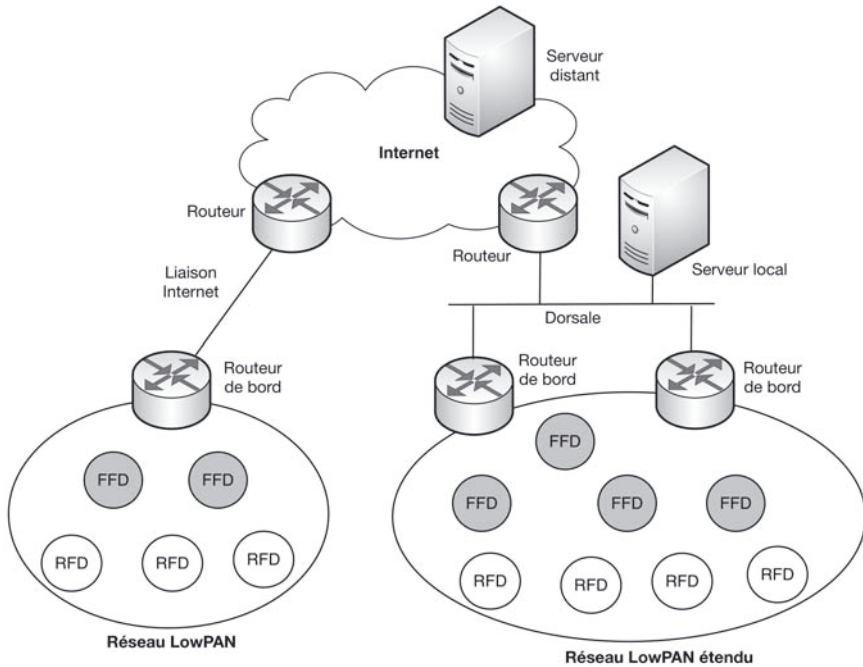 Serveur
distant
Internet
Routeur
Routeur
Serveur local
Liaison
Internet
Dorsale
Routeur
de bord
Routeur
de bord
Routeur
de bord
FFD
FFD
RFD
RFD
RFD
FFD
FFD
FFD
FFD
RFD
RFD
RFD
RFD
Réseau LowPAN
Réseau LowPAN étendu